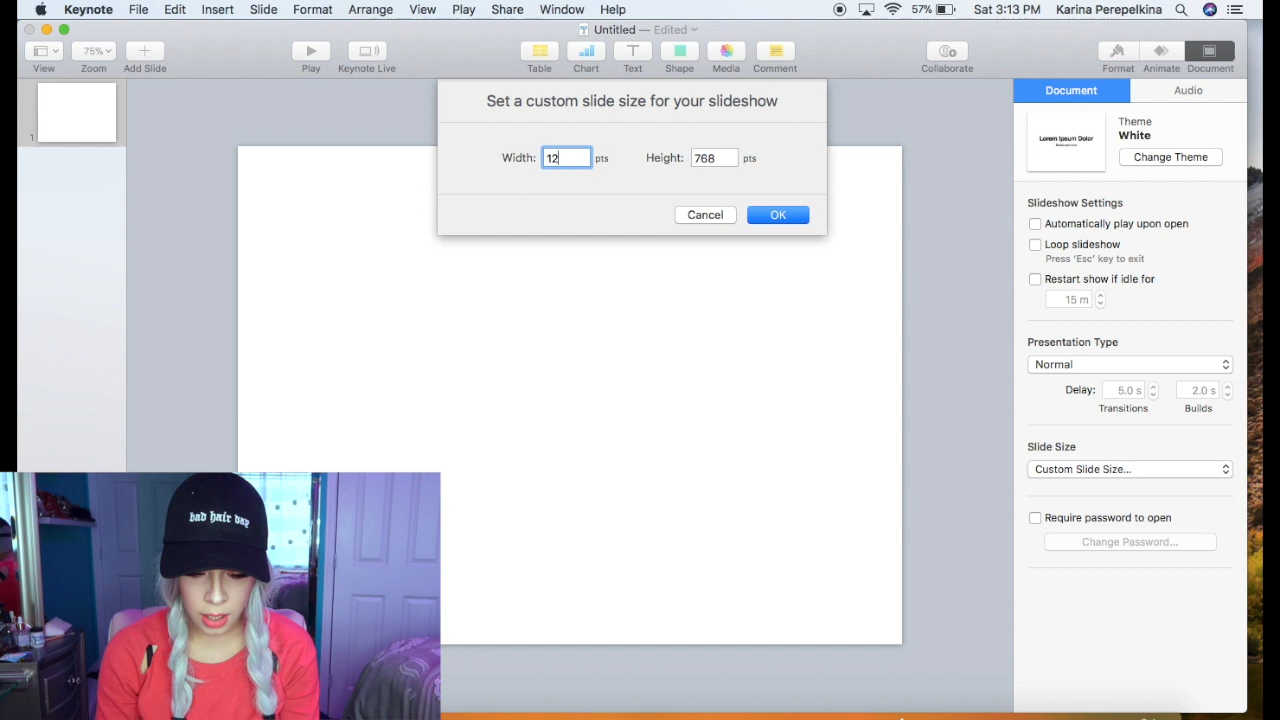 Keynote File Edit Insert Slide Format Arrange View Play Share Window Help 57% Sat 3:13 PM Karina Perepelkina
Untitled — Edited
75%
View Zoom Add Slide Play Keynote Live Table Chart Text Shape Media Comment Collaborate Format Animate Document
1
Set a custom slide size for your slideshow
Width: 12 pts Height: 768 pts
Cancel OK
Document Audio
Lorem Ipsum Dolor
Theme
White
Change Theme
Slideshow Settings
Automatically play upon open
Loop slideshow
Press ‘Esc’ key to exit
Restart show if idle for
15 m
Presentation Type
Normal
Delay: 5.0 s 2.0 s
Transitions Builds
Slide Size
Custom Slide Size...
Require password to open
Change Password...
bad hair day